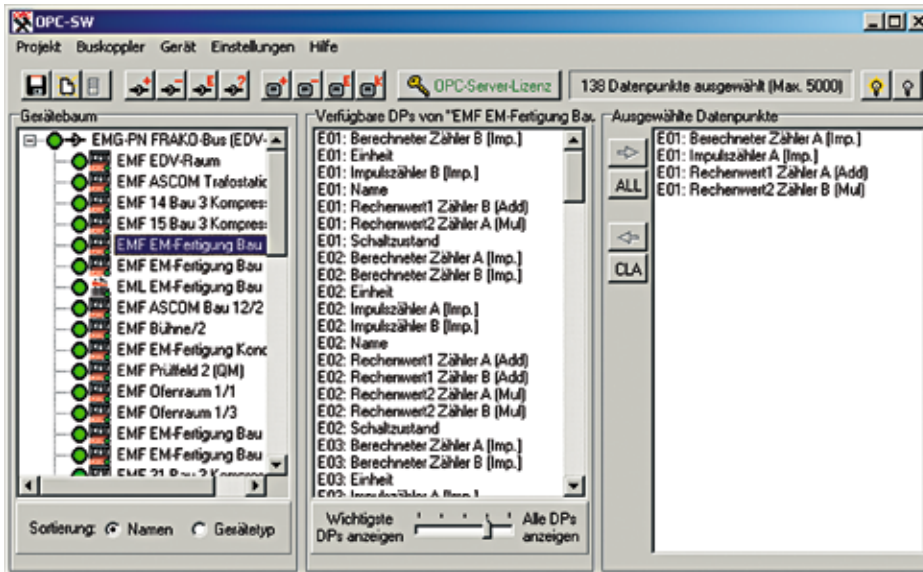 OPC-SW
Projekt Buskoppler Gerät Einstellungen Hilfe
OPC-Server-Lizenz
138 Datenpunkte ausgewählt (Max. 5000)
Gerätebaum
EMG-PN FRAKO-Bus (EDV-
EMF EDV-Raum
EMF ASCOM Trafostatio
EMF 14 Bau 3 Kompres
EMF 15 Bau 3 Kompres
EMF EM-Fertigung Bau
EMF EM-Fertigung Bau
EML EM-Fertigung Bau
EMF ASCOM Bau 12/2
EMF Bühne/2
EMF EM-Fertigung Kond
EMF Prüffeld 2 (QM)
EMF Ofenraum 1/1
EMF Ofenraum 1/3
EMF EM-Fertigung Bau
EMF EM-Fertigung Bau
EMF 21 Bau 3 Kompres
Sortierung: Namen Gerätetyp
Verfügbare DPs von "EMF EM-Fertigung Bau
E01: Berechneter Zähler B [Imp.]
E01: Einheit
E01: Impulszähler B [Imp.]
E01: Name
E01: Rechenwert1 Zähler B (Add)
E01: Rechenwert2 Zähler A (Mul)
E01: Schaltzustand
E02: Berechneter Zähler A [Imp.]
E02: Berechneter Zähler B [Imp.]
E02: Einheit
E02: Impulszähler A [Imp.]
E02: Impulszähler B [Imp.]
E02: Name
E02: Rechenwert1 Zähler A (Add)
E02: Rechenwert1 Zähler B (Add)
E02: Rechenwert2 Zähler A (Mul)
E02: Rechenwert2 Zähler B (Mul)
E02: Schaltzustand
E03: Berechneter Zähler A [Imp.]
E03: Berechneter Zähler B [Imp.]
E03: Einheit
E03: Impulszähler A [Imp.]
Wichtigste DPs anzeigen
Alle DPs anzeigen
ALL
CLA
Ausgewählte Datenpunkte
E01: Berechneter Zähler A [Imp.]
E01: Impulszähler A [Imp.]
E01: Rechenwert1 Zähler A (Add)
E01: Rechenwert2 Zähler B (Mul)